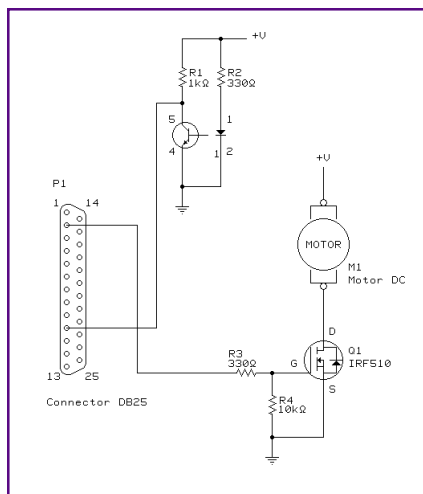 +V
R1
1kΩ
R2
330Ω
5
4
1
1 2
+V
P1
1 14
MOTOR
M1
Motor DC
D
R3
330Ω
G
Q1
IRF510
S
13 25
R4
10kΩ
Connector DB25